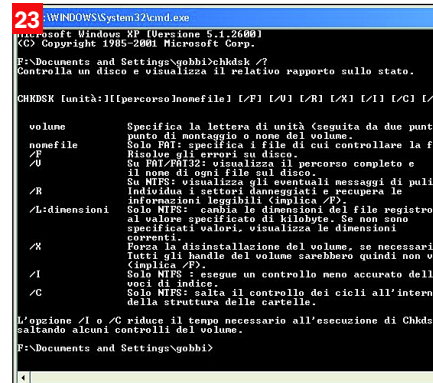 23
:\WINDOWS\System32\cmd.exe
Microsoft Windows XP [Versione 5.1.2600]
(C) Copyright 1985-2001 Microsoft Corp.
F:\Documents and Settings\gobbi>chkdsk /?
Controlla un disco e visualizza il relativo rapporto sullo stato.
CHKDSK [unità:][[percorso]nomefile] [/F] [/V] [/R] [/X] [/I] [/C] [/
volume Specifica la lettera di unità (seguita da due punt
punto di montaggio o nome del volume.
nomefile Solo FAT: specifica i file di cui controllare la f
/F Risolve gli errori su disco.
/V Su FAT/FAT32: visualizza il percorso completo e
il nome di ogni file sul disco.
Su NTFS: visualizza gli eventuali messaggi di puli
/R Individua i settori danneggiati e recupera le
informazioni leggibili (implica /F).
/L:dimensioni Solo NTFS: cambia le dimensioni del file registro
al valore specificato di kilobyte. Se non sono
specificati valori, visualizza le dimensioni
correnti.
/X Forza la disinstallazione del volume, se necessari
Tutti gli handle del volume sarebbero quindi non v
(implica /F).
/I Solo NTFS : esegue un controllo meno accurato dell
voci di indice.
/C Solo NTFS: salta il controllo dei cicli all'intern
della struttura delle cartelle.
L'opzione /I o /C riduce il tempo necessario all'esecuzione di Chkds
saltando alcuni controlli del volume.
F:\Documents and Settings\gobbi>